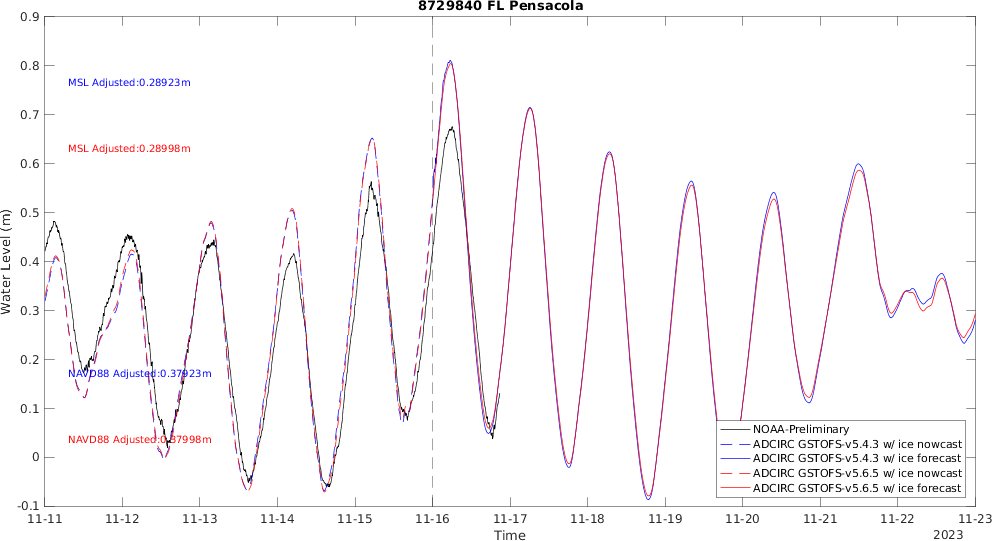 8729840 FL Pensacola
0.9
0.8
0.7
0.6
0.5
0.4
0.3
0.2
0.1
0
-0.1
Water Level (m)
MSL Adjusted:0.28923m
MSL Adjusted:0.28998m
NAVD88 Adjusted:0.37923m
NAVD88 Adjusted:0.37998m
NOAA-Preliminary
ADCIRC GSTOFS-v5.4.3 w/ ice nowcast
ADCIRC GSTOFS-v5.4.3 w/ ice forecast
ADCIRC GSTOFS-v5.6.5 w/ ice nowcast
ADCIRC GSTOFS-v5.6.5 w/ ice forecast
11-11 11-12 11-13 11-14 11-15 11-16 11-17 11-18 11-19 11-20 11-21 11-22 11-23
Time
2023